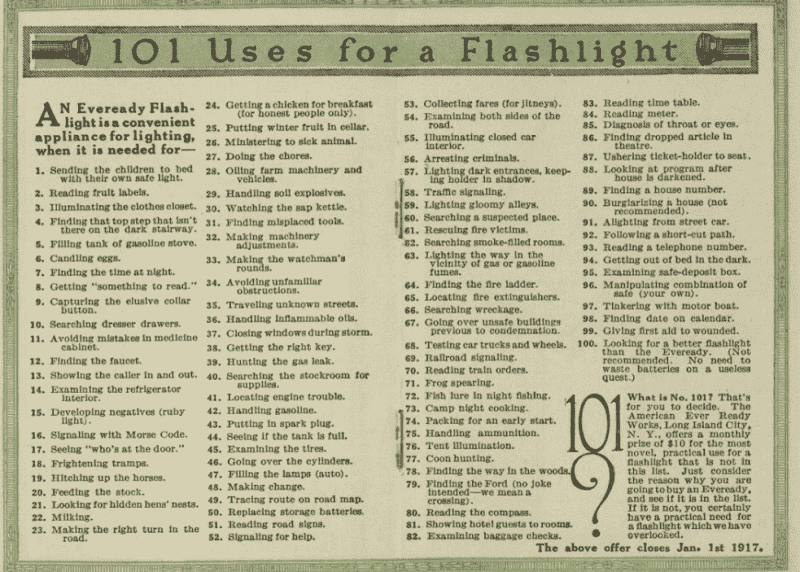 101 Uses for a Flashlight
AN Eveready Flash-
light is a convenient
appliance for lighting,
when it is needed for—
1. Sending the children to bed
with their own safe light.
2. Reading fruit labels.
3. Illuminating the clothes closet.
4. Finding that top step that isn't
there on the dark stairway.
5. Filling tank of gasoline stove.
6. Candling eggs.
7. Finding the time at night.
8. Getting "something to read."
9. Capturing the elusive collar
button.
10. Searching dresser drawers.
11. Avoiding mistakes in medicine
cabinet.
12. Finding the faucet.
13. Showing the caller in and out.
14. Examining the refrigerator
interior.
15. Developing negatives (ruby
light).
16. Signaling with Morse Code.
17. Seeing "who's at the door."
18. Frightening tramps.
19. Hitching up the horses.
20. Feeding the stock.
21. Looking for hidden hens' nests.
22. Milking.
23. Making the right turn in the
road.
24. Getting a chicken for breakfast
(for honest people only).
25. Putting winter fruit in cellar.
26. Ministering to sick animal.
27. Doing the chores.
28. Oiling farm machinery and
vehicles.
29. Handling soil explosives.
30. Watching the sap kettle.
31. Finding misplaced tools.
32. Making machinery
adjustments.
33. Making the watchman's
rounds.
34. Avoiding unfamiliar
obstructions.
35. Traveling unknown streets.
36. Handling inflammable oils.
37. Closing windows during storm.
38. Getting the right key.
39. Hunting the gas leak.
40. Searching the stockroom for
supplies.
41. Locating engine trouble.
42. Handling gasoline.
43. Putting in spark plug.
44. Seeing if the tank is full.
45. Examining the tires.
46. Going over the cylinders.
47. Filling the lamps (auto).
48. Making change.
49. Tracing route on road map.
50. Replacing storage batteries.
51. Reading road signs.
52. Signaling for help.
53. Collecting fares (for jitneys).
54. Examining both sides of the
road.
55. Illuminating closed car
interior.
56. Arresting criminals.
57. Lighting dark entrances, keep-
ing holder in shadow.
58. Traffic signaling.
59. Lighting gloomy alleys.
60. Searching a suspected place.
61. Rescuing fire victims.
62. Searching smoke-filled rooms.
63. Lighting the way in the
vicinity of gas or gasoline
fumes.
64. Finding the fire ladder.
65. Locating fire extinguishers.
66. Searching wreckage.
67. Going over unsafe buildings
previous to condemnation.
68. Testing car trucks and wheels.
69. Railroad signaling.
70. Reading train orders.
71. Frog spearing.
72. Fish lure in night fishing.
73. Camp night cooking.
74. Packing for an early start.
75. Handling ammunition.
76. Tent illumination.
77. Coon hunting.
78. Finding the way in the woods.
79. Finding the Ford (no joke
intended—we mean a
crossing).
80. Reading the compass.
81. Showing hotel guests to rooms.
82. Examining baggage checks.
83. Reading time table.
84. Reading meter.
85. Diagnosis of throat or eyes.
86. Finding dropped article in
theatre.
87. Ushering ticket-holder to seat.
88. Looking at program after
house is darkened.
89. Finding a house number.
90. Burglarizing a house (not
recommended).
91. Alighting from street car.
92. Following a short-cut path.
93. Reading a telephone number.
94. Getting out of bed in the dark.
95. Examining safe-deposit box.
96. Manipulating combination of
safe (your own).
97. Tinkering with motor boat.
98. Finding date on calendar.
99. Giving first aid to wounded.
100. Looking for a better flashlight
than the Eveready. (Not
recommended. No need to
waste batteries on a useless
quest.)
101?
What is No. 101? That's
for you to decide. The
American Ever Ready
Works, Long Island City,
N. Y., offers a monthly
prize of $10 for the most
novel, practical use for a
flashlight that is not in
this list. Just consider
the reason why you are
going to buy an Eveready,
and see if it is in the list.
If it is not, you certainly
have a practical need for
a flashlight which we have
overlooked.
The above offer closes Jan. 1st 1917.